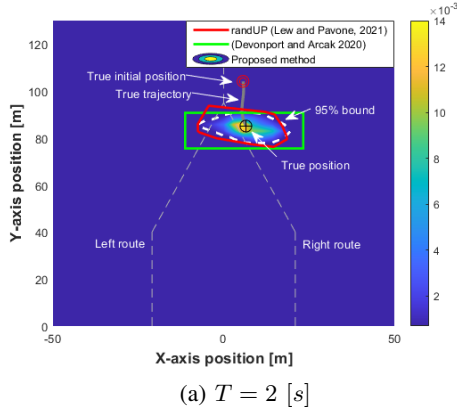 14 ×10⁻³
120
100
80
60
40
20
0
Y-axis position [m]
randUP (Lew and Pavone, 2021)
(Devonport and Arcak 2020)
Proposed method
True initial position
True trajectory
95% bound
True position
Left route
Right route
-50
0
50
X-axis position [m]
12
10
8
6
4
2
(a) T = 2 [s]